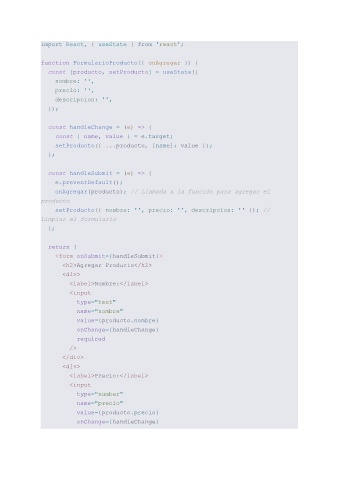 import React, { useState } from 'react';
function FormularioProducto({ onAgregar }) {
const [producto, setProducto] = useState({
nombre: '',
precio: '',
descripcion: '',
});
const handleChange = (e) => {
const { name, value } = e.target;
setProducto({ ...producto, [name]: value });
};
const handleSubmit = (e) => {
e.preventDefault();
onAgregar(producto); // Llamada a la función para agregar el
producto
setProducto({ nombre: '', precio: '', descripcion: '' }); //
Limpiar el formulario
};
return (
<form onSubmit={handleSubmit}>
<h2>Agregar Producto</h2>
<div>
<label>Nombre:</label>
<input
type="text"
name="nombre"
value={producto.nombre}
onChange={handleChange}
required
/>
</div>
<div>
<label>Precio:</label>
<input
type="number"
name="precio"
value={producto.precio}
onChange={handleChange}